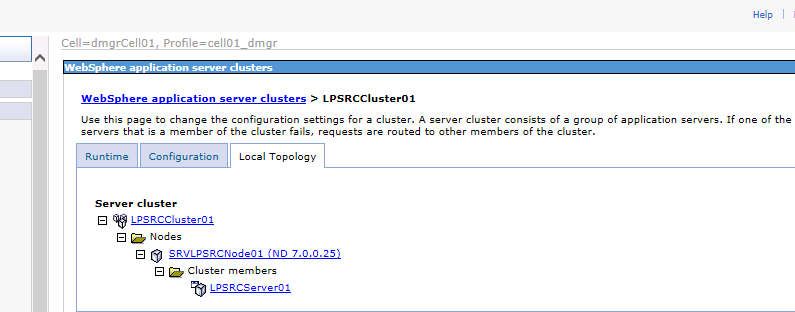 Help
Cell=dmgrCell01, Profile=cell01_dmgr
WebSphere application server clusters
WebSphere application server clusters > LPSRCCluster01
Use this page to change the configuration settings for a cluster. A server cluster consists of a group of application servers. If one of the
servers that is a member of the cluster fails, requests are routed to other members of the cluster.
Runtime Configuration Local Topology
Server cluster
LPSRCCluster01
Nodes
SRVLPSRCNode01 (ND 7.0.0.25)
Cluster members
LPSRCServer01